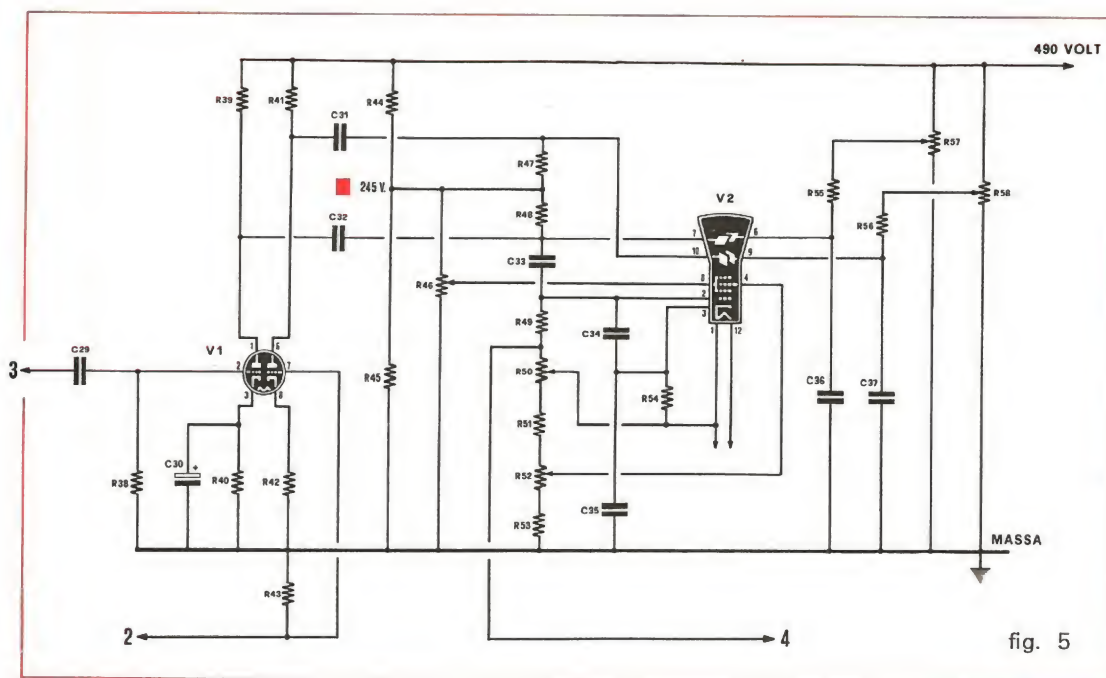 490 VOLT
R39
R41
R44
C31
R47
R57
245 V.
R55
V2
R48
R56
R58
C32
7
6
10
9
C33
8
4
R46
2
3
R49
C34
1
12
1
6
V1
3
C29
2
7
R50
R45
R54
C36
C37
3
8
R51
C30
+
R38
R40
R42
R52
C35
R53
MASSA
R43
2
4
fig. 5